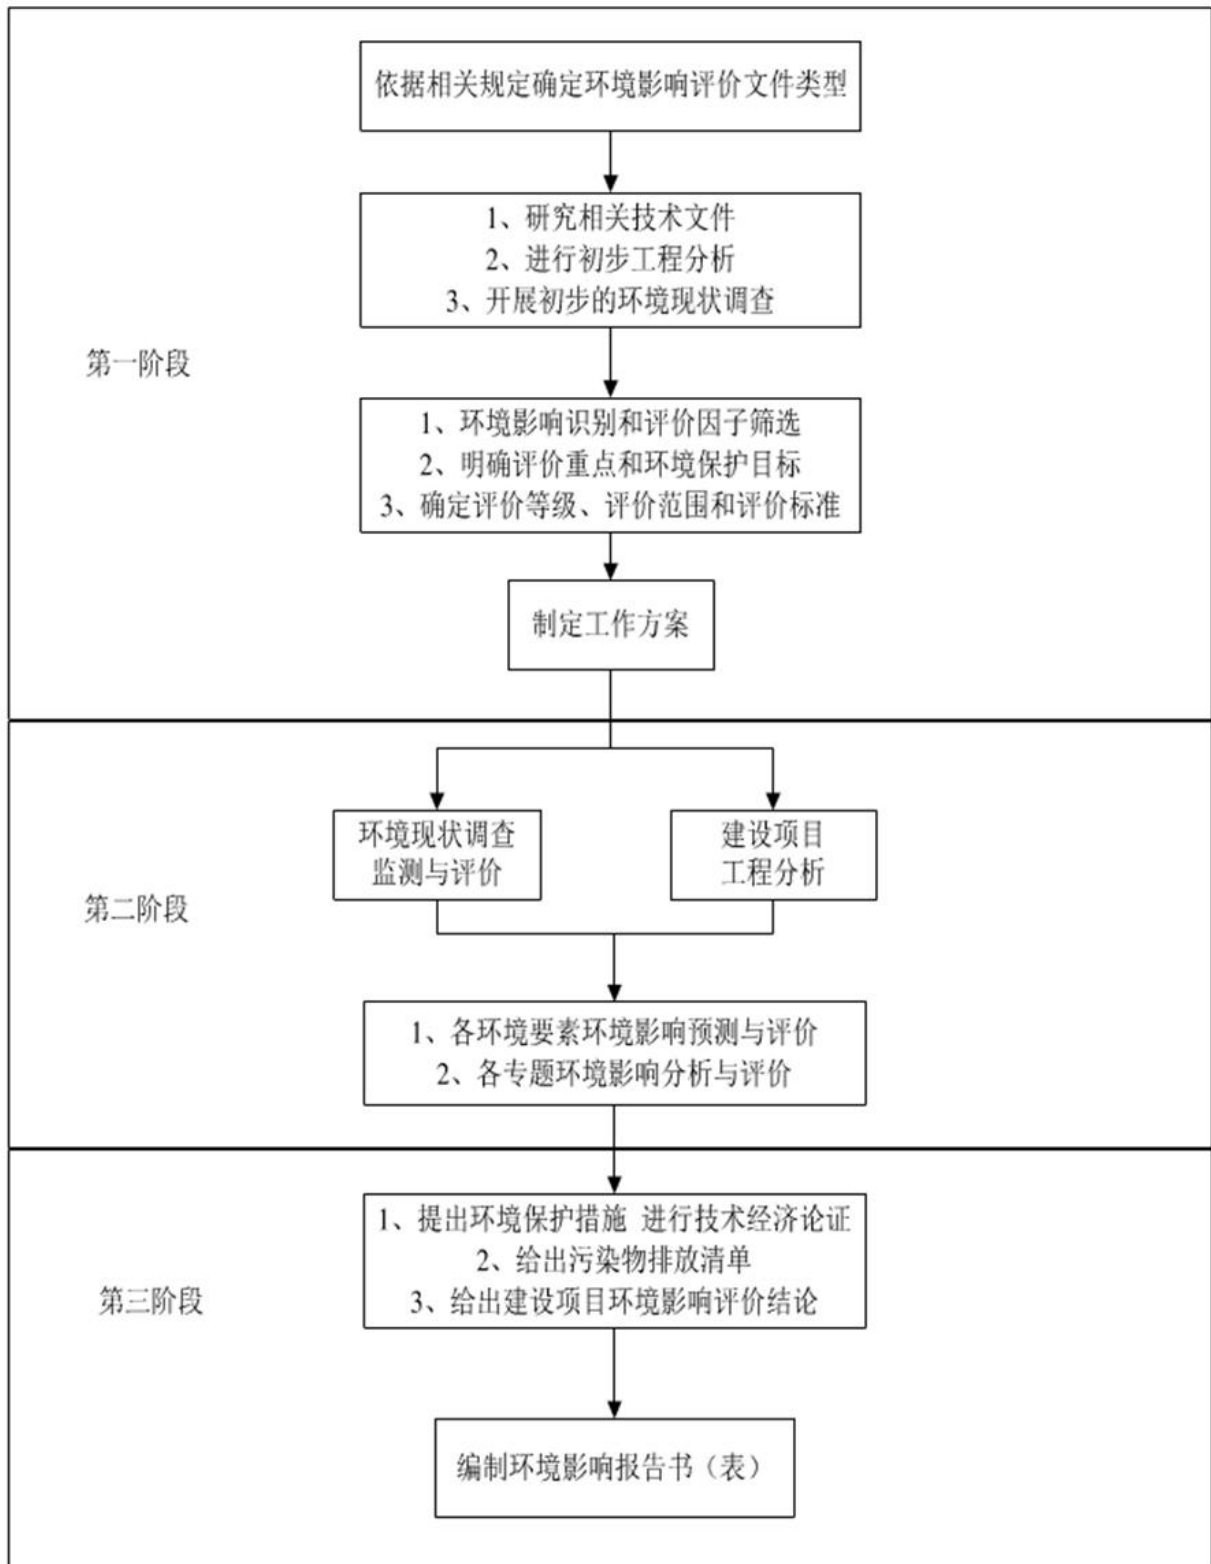 依据相关规定确定环境影响评价文件类型
1、研究相关技术文件
2、进行初步工程分析
3、开展初步的环境现状调查
第一阶段
1、环境影响识别和评价因子筛选
2、明确评价重点和环境保护目标
3、确定评价等级、评价范围和评价标准
制定工作方案
环境现状调查
监测与评价
建设项目
工程分析
第二阶段
1、各环境要素环境影响预测与评价
2、各专题环境影响分析与评价
1、提出环境保护措施 进行技术经济论证
2、给出污染物排放清单
3、给出建设项目环境影响评价结论
第三阶段
编制环境影响报告书（表）